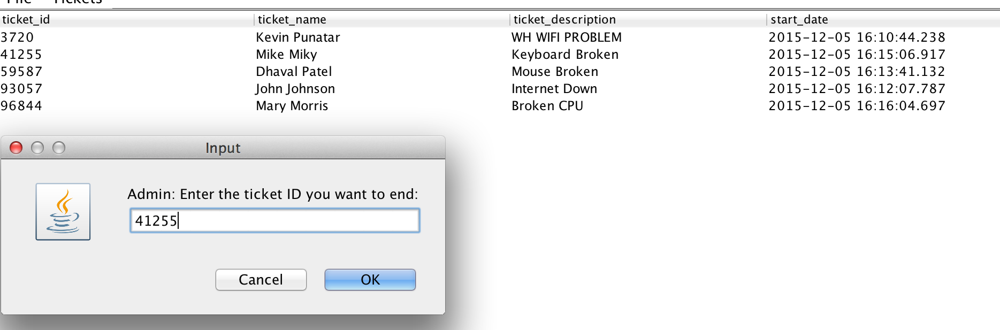 File Tickets
ticket_id ticket_name ticket_description start_date
3720 Kevin Punatar WH WIFI PROBLEM 2015-12-05 16:10:44.238
41255 Mike Miky Keyboard Broken 2015-12-05 16:15:06.917
59587 Dhaval Patel Mouse Broken 2015-12-05 16:13:41.132
93057 John Johnson Internet Down 2015-12-05 16:12:07.787
96844 Mary Morris Broken CPU 2015-12-05 16:16:04.697
Input
Admin: Enter the ticket ID you want to end:
41255
Cancel OK